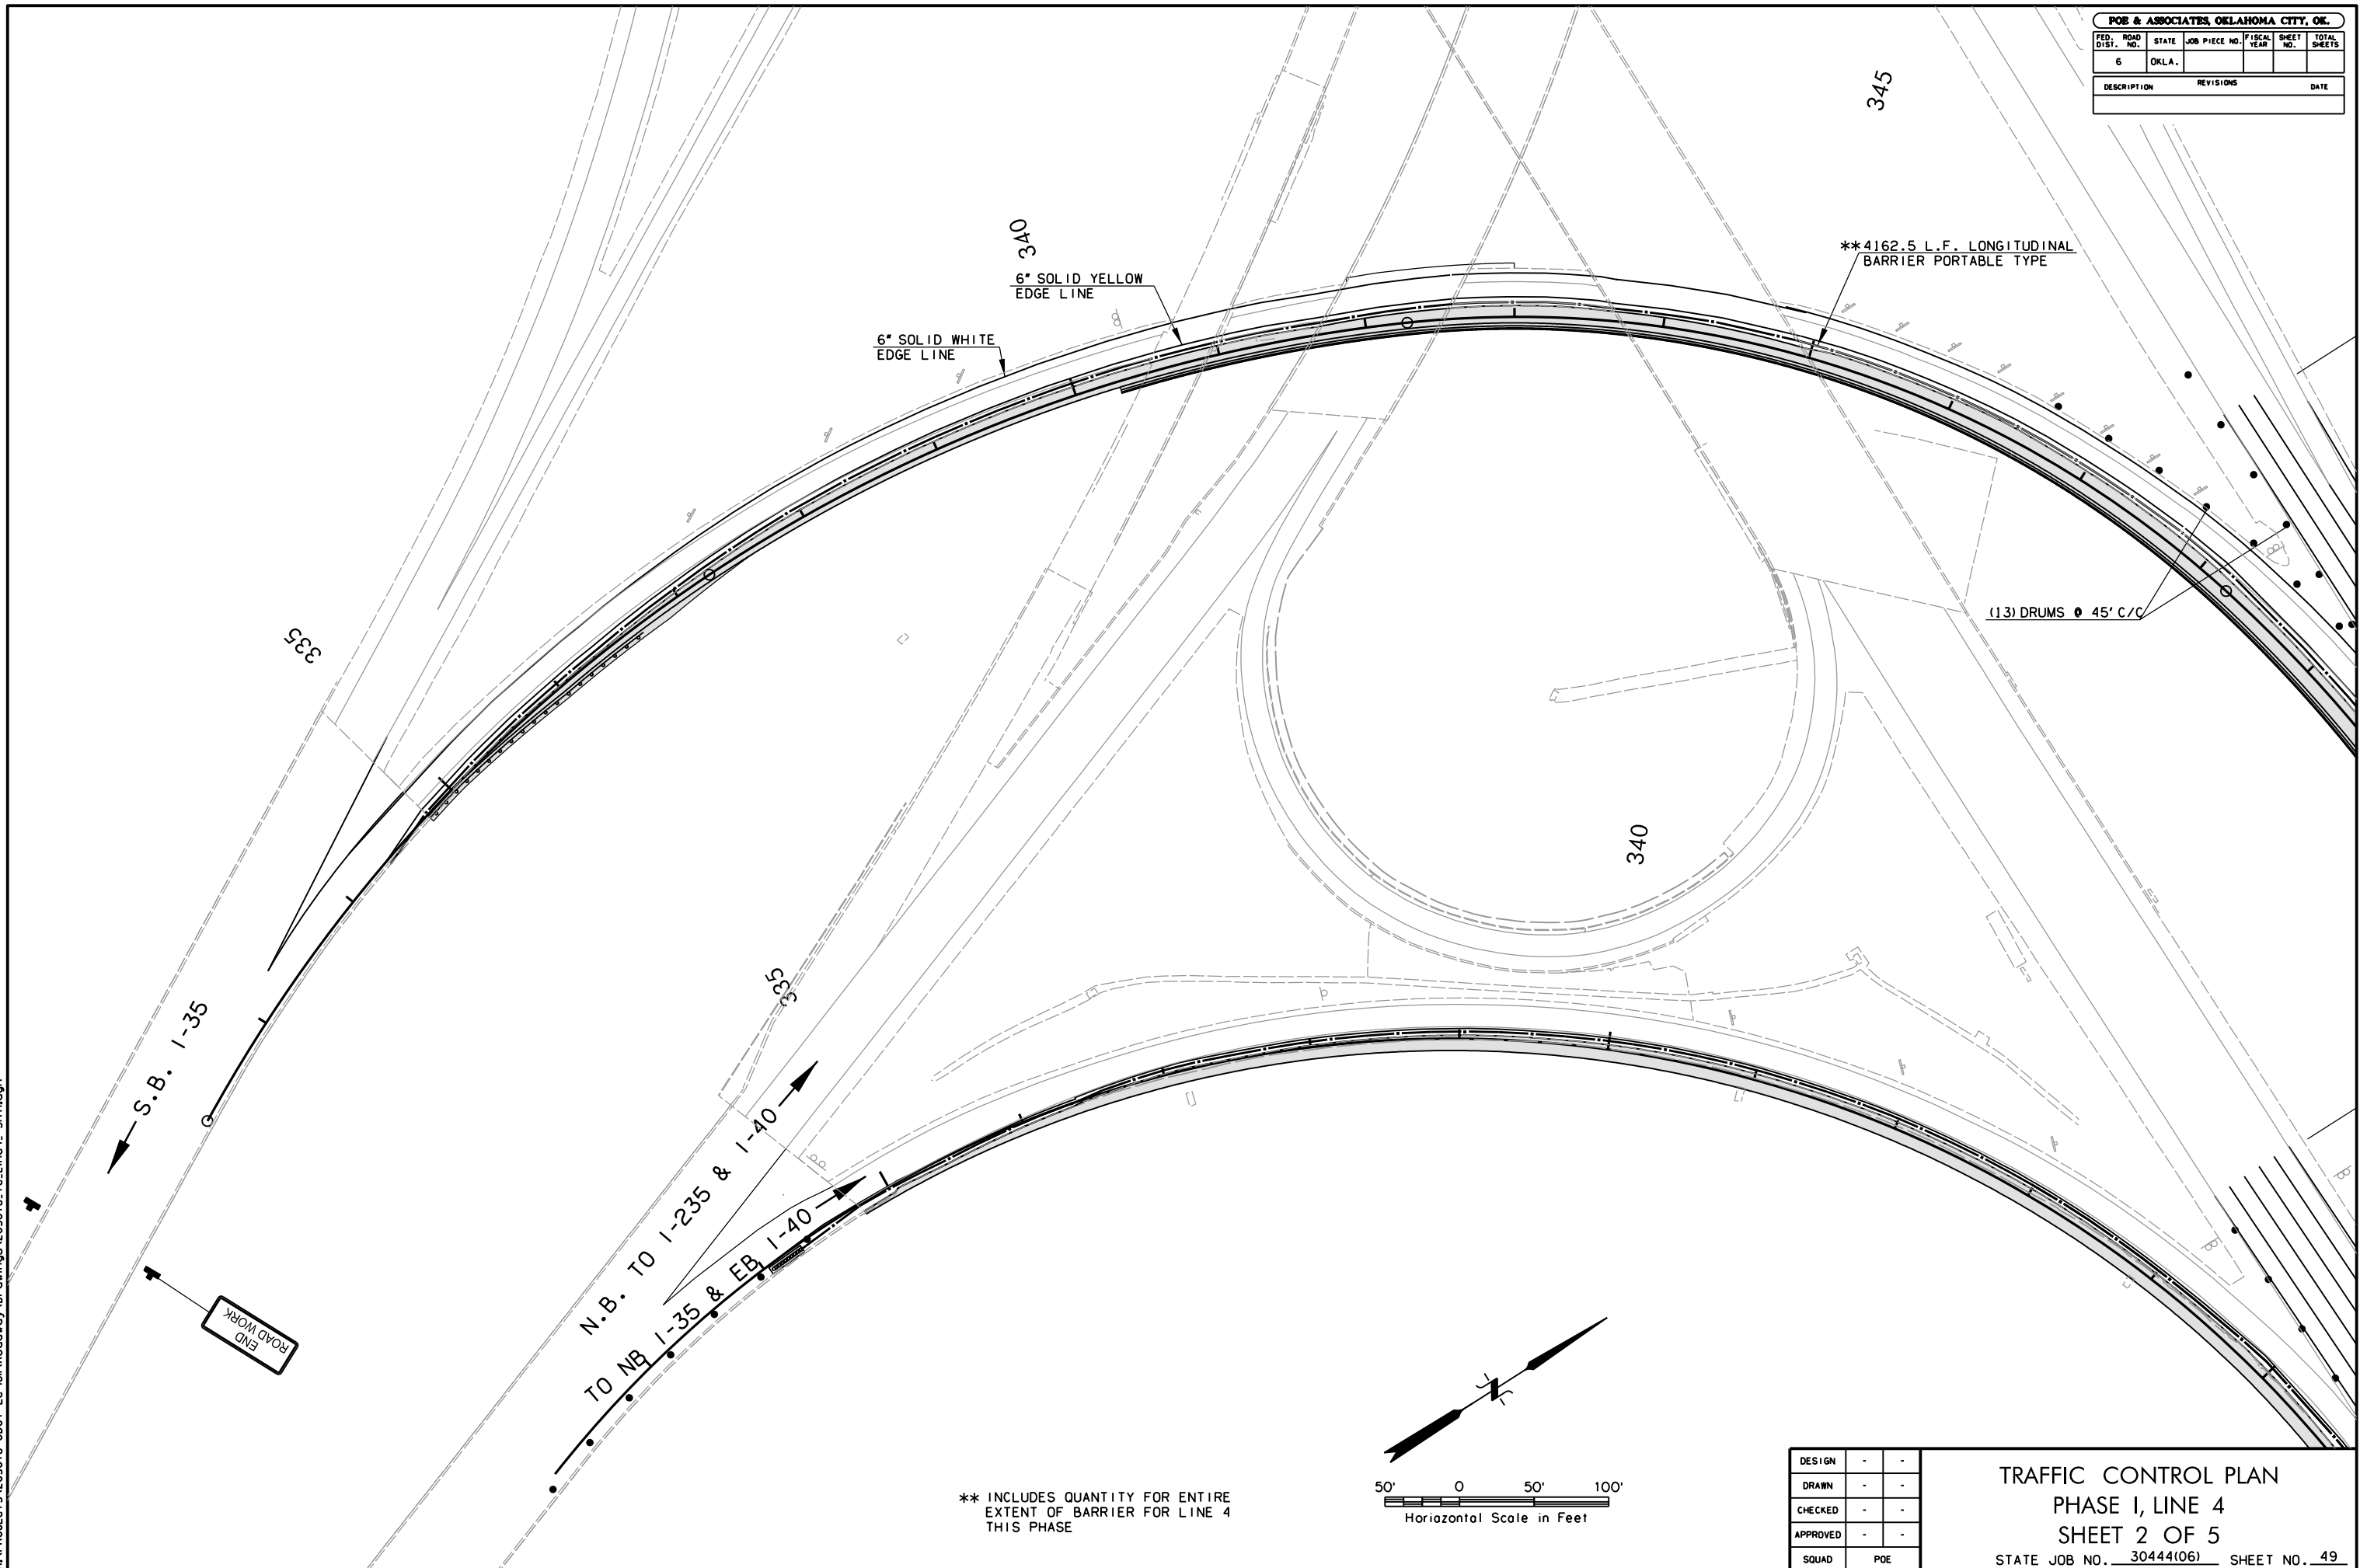 POE & ASSOCIATES, OKLAHOMA CITY, OK.
FED. ROAD DIST. NO.
STATE
JOB PIECE NO.
FISCAL YEAR
SHEET NO.
TOTAL SHEETS
6
OKLA.
DESCRIPTION
REVISIONS
DATE
345
340
**4162.5 L.F. LONGITUDINAL
BARRIER PORTABLE TYPE
6" SOLID YELLOW
EDGE LINE
6" SOLID WHITE
EDGE LINE
(13) DRUMS @ 45' C/C
335
340
335
S.B. I-35
N.B. TO I-235 & I-40
TO NB I-35 & EB I-40
END
ROAD WORK
** INCLUDES QUANTITY FOR ENTIRE
EXTENT OF BARRIER FOR LINE 4
THIS PHASE
50' 0 50' 100'
Horiazontal Scale in Feet
DESIGN - -
DRAWN - -
CHECKED - -
APPROVED - -
SQUAD POE
TRAFFIC CONTROL PLAN
PHASE I, LINE 4
SHEET 2 OF 5
STATE JOB NO. 30444(06) SHEET NO. 49